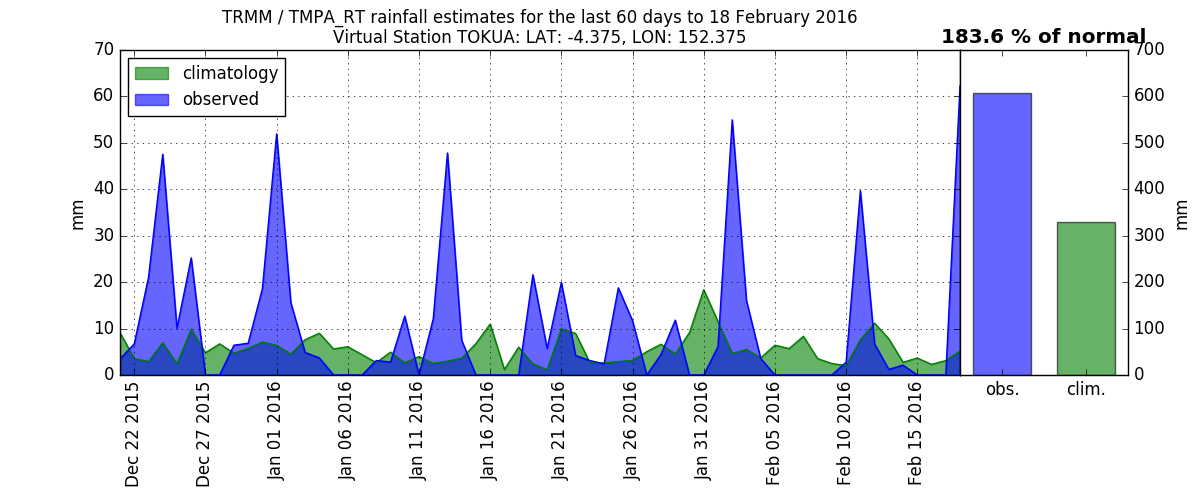 TRMM / TMPA_RT rainfall estimates for the last 60 days to 18 February 2016
Virtual Station TOKUA: LAT: -4.375, LON: 152.375
183.6 % of normal
climatology
observed
70
60
50
40
30
20
10
0
mm
Dec 22 2015
Dec 27 2015
Jan 01 2016
Jan 06 2016
Jan 11 2016
Jan 16 2016
Jan 21 2016
Jan 26 2016
Jan 31 2016
Feb 05 2016
Feb 10 2016
Feb 15 2016
700
600
500
400
300
200
100
0
mm
obs.
clim.